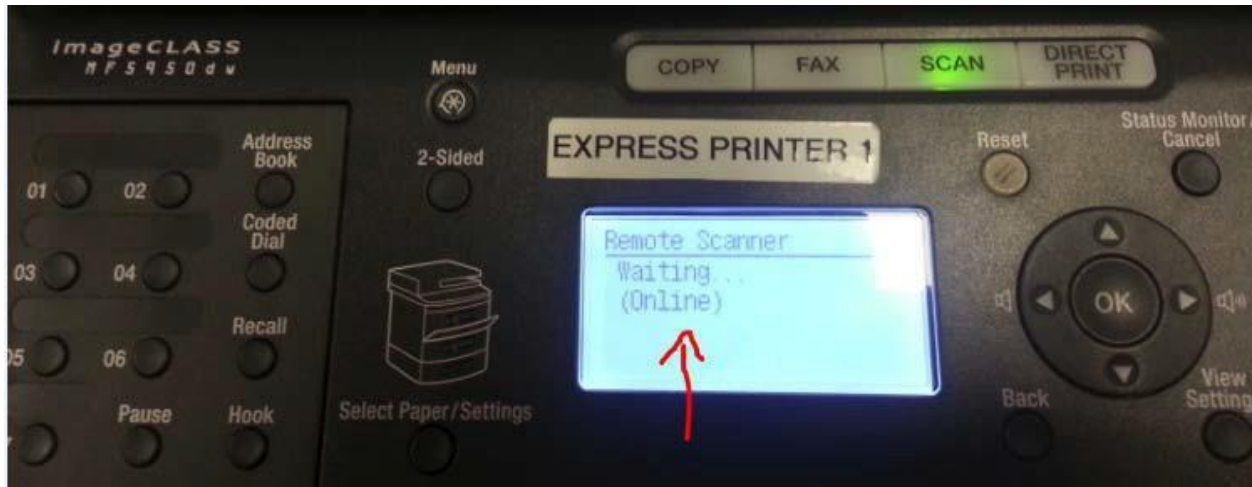 ImageCLASS
MF5950dw
Menu
COPY
FAX
SCAN
DIRECT
PRINT
Address
Book
2-Sided
EXPRESS PRINTER 1
Reset
Status Monitor/
Cancel
01
02
Coded
Dial
Remote Scanner
Waiting...
(Online)
03
04
OK
Recall
05
06
View
Pause
Hook
Select Paper/Settings
Back